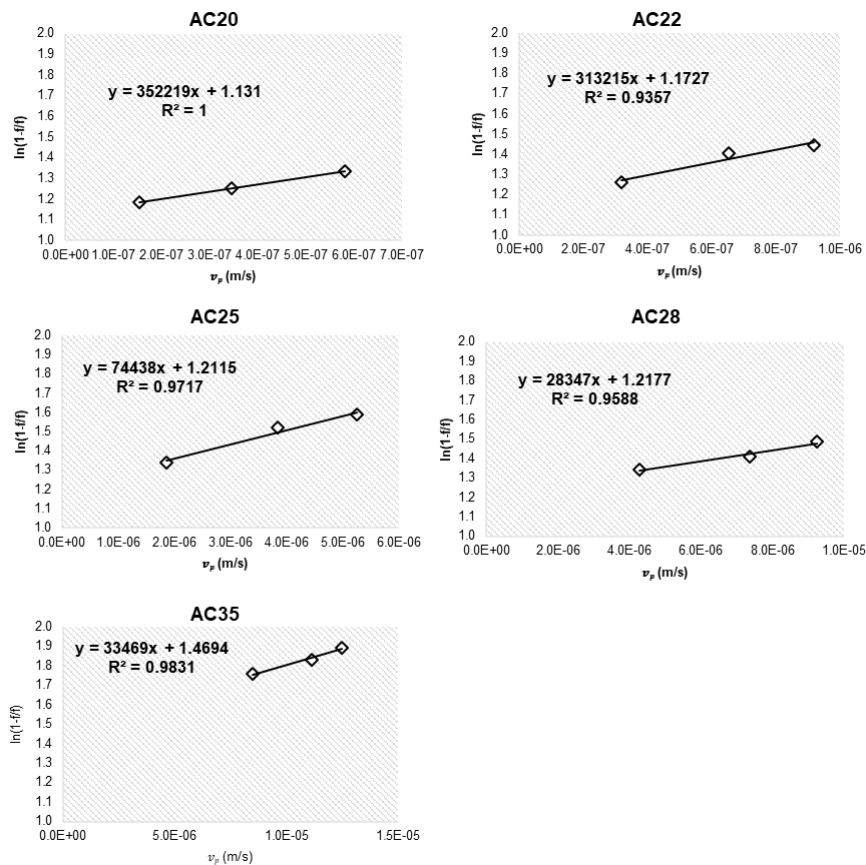 AC20
2.0
1.9
1.8
1.7
1.6
1.5
1.4
1.3
1.2
1.1
1.0
ln(1-f/f)
y = 352219x + 1.131
R² = 1
0.0E+00 1.0E-07 2.0E-07 3.0E-07 4.0E-07 5.0E-07 6.0E-07 7.0E-07
vₚ (m/s)
AC22
2.0
1.9
1.8
1.7
1.6
1.5
1.4
1.3
1.2
1.1
1.0
ln(1-f/f)
y = 313215x + 1.1727
R² = 0.9357
0.0E+00 2.0E-07 4.0E-07 6.0E-07 8.0E-07 1.0E-06
vₚ (m/s)
AC25
2.0
1.9
1.8
1.7
1.6
1.5
1.4
1.3
1.2
1.1
1.0
ln(1-f/f)
y = 74438x + 1.2115
R² = 0.9717
0.0E+00 1.0E-06 2.0E-06 3.0E-06 4.0E-06 5.0E-06 6.0E-06
vₚ (m/s)
AC28
2.0
1.9
1.8
1.7
1.6
1.5
1.4
1.3
1.2
1.1
1.0
ln(1-f/f)
y = 28347x + 1.2177
R² = 0.9588
0.0E+00 2.0E-06 4.0E-06 6.0E-06 8.0E-06 1.0E-05
vₚ (m/s)
AC35
2.0
1.9
1.8
1.7
1.6
1.5
1.4
1.3
1.2
1.1
1.0
ln(1-f/f)
y = 33469x + 1.4694
R² = 0.9831
0.0E+00 5.0E-06 1.0E-05 1.5E-05
vₚ (m/s)